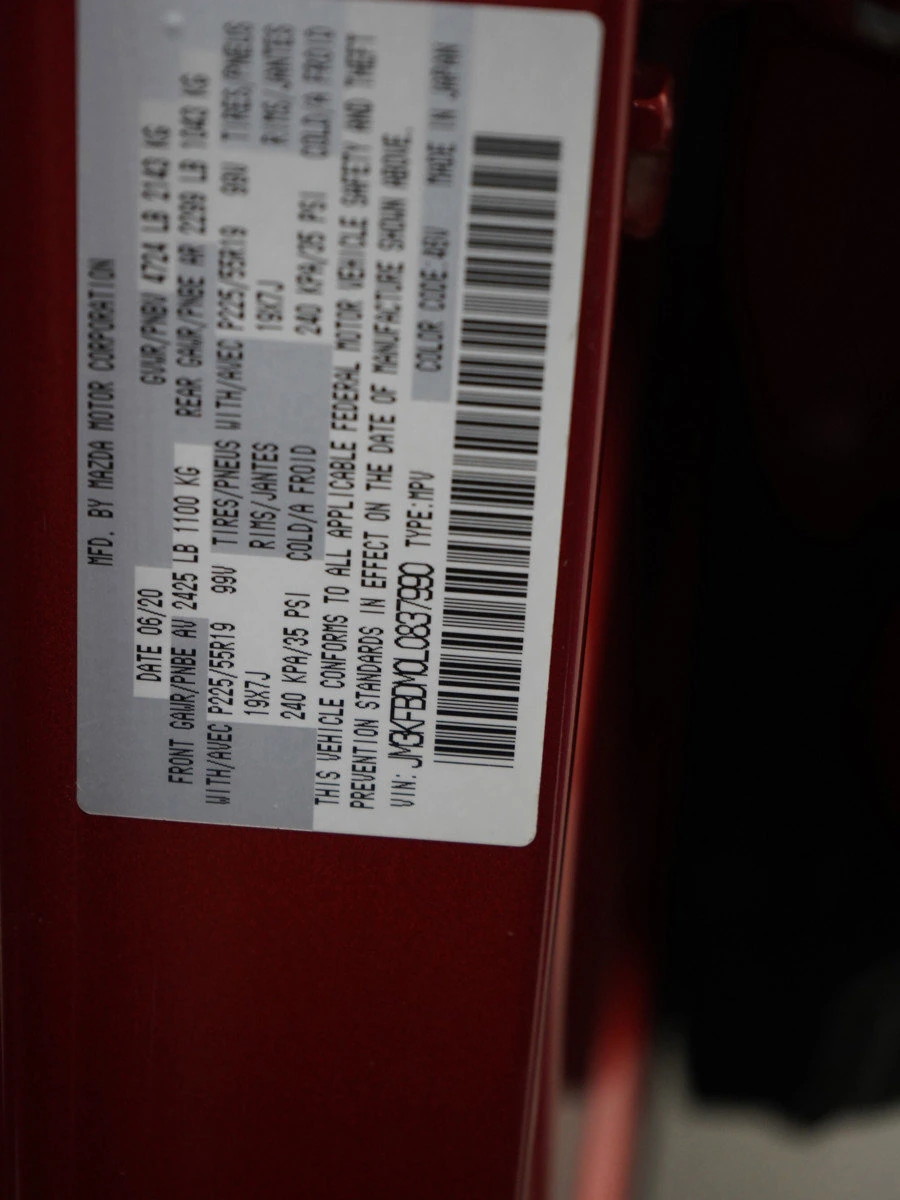 MFD. BY MAZDA MOTOR CORPORATION
DATE 06/20 GVWR/PNBV 4724 LB 2143 KG
FRONT GAWR/PNBE AV 2425 LB 1100 KG REAR GAWR/PNBE AR 2299 LB 1043 KG
WITH/AVEC P225/55R19 99V TIRES/PNEUS WITH/AVEC P225/55R19 99V TIRES/PNEUS
19X7J RIMS/JANTES 19X7J RIMS/JANTES
240 KPA/35 PSI COLD/A FROID 240 KPA/35 PSI COLD/A FROID
THIS VEHICLE CONFORMS TO ALL APPLICABLE FEDERAL MOTOR VEHICLE SAFETY AND THEFT
PREVENTION STANDARDS IN EFFECT ON THE DATE OF MANUFACTURE SHOWN ABOVE.
VIN: JM3KFBDM0L0837990 TYPE:MPV COLOR CODE:46V MADE IN JAPAN